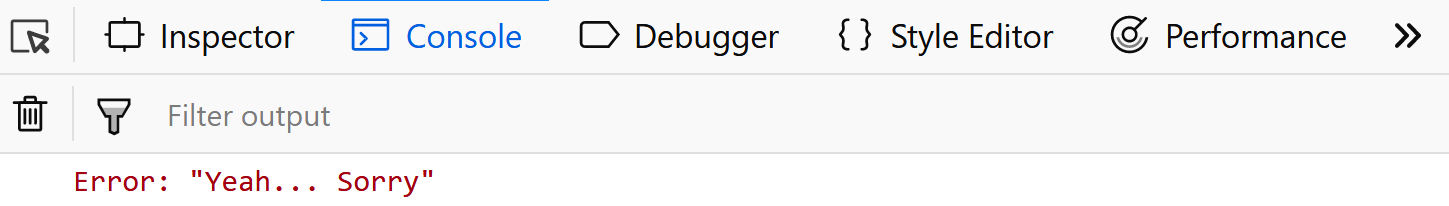 Inspector Console Debugger { } Style Editor Performance
Filter output
Error: "Yeah... Sorry"